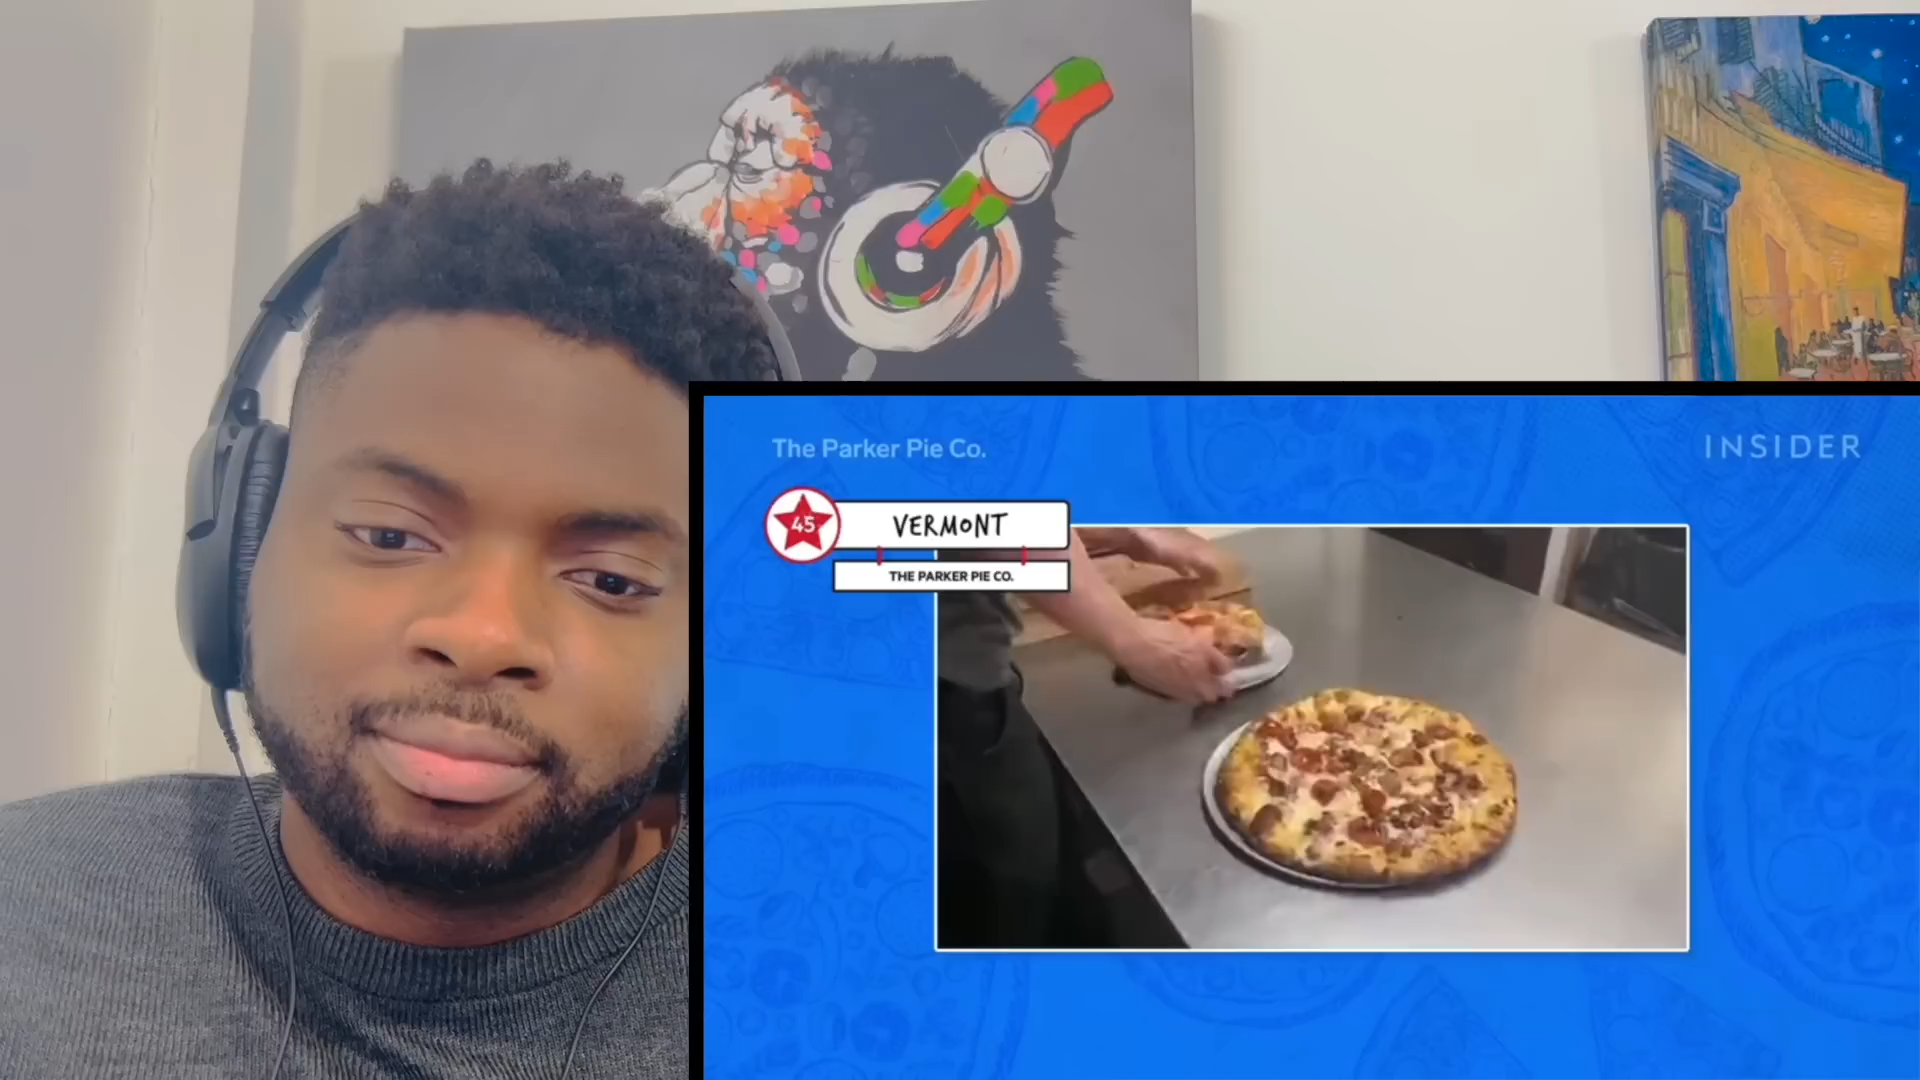 The Parker Pie Co.
INSIDER
45
VERMONT
THE PARKER PIE CO.